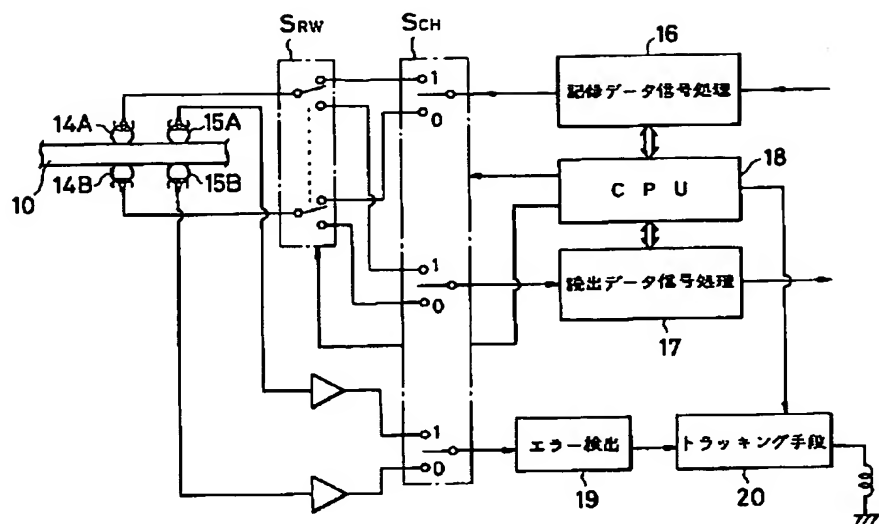 SRW
SCH
16
記録データ信号処理
14A
15A
1
0
18
CPU
14B
15B
10
1
0
読出データ信号処理
17
1
0
エラー検出
トラッキング手段
19
20